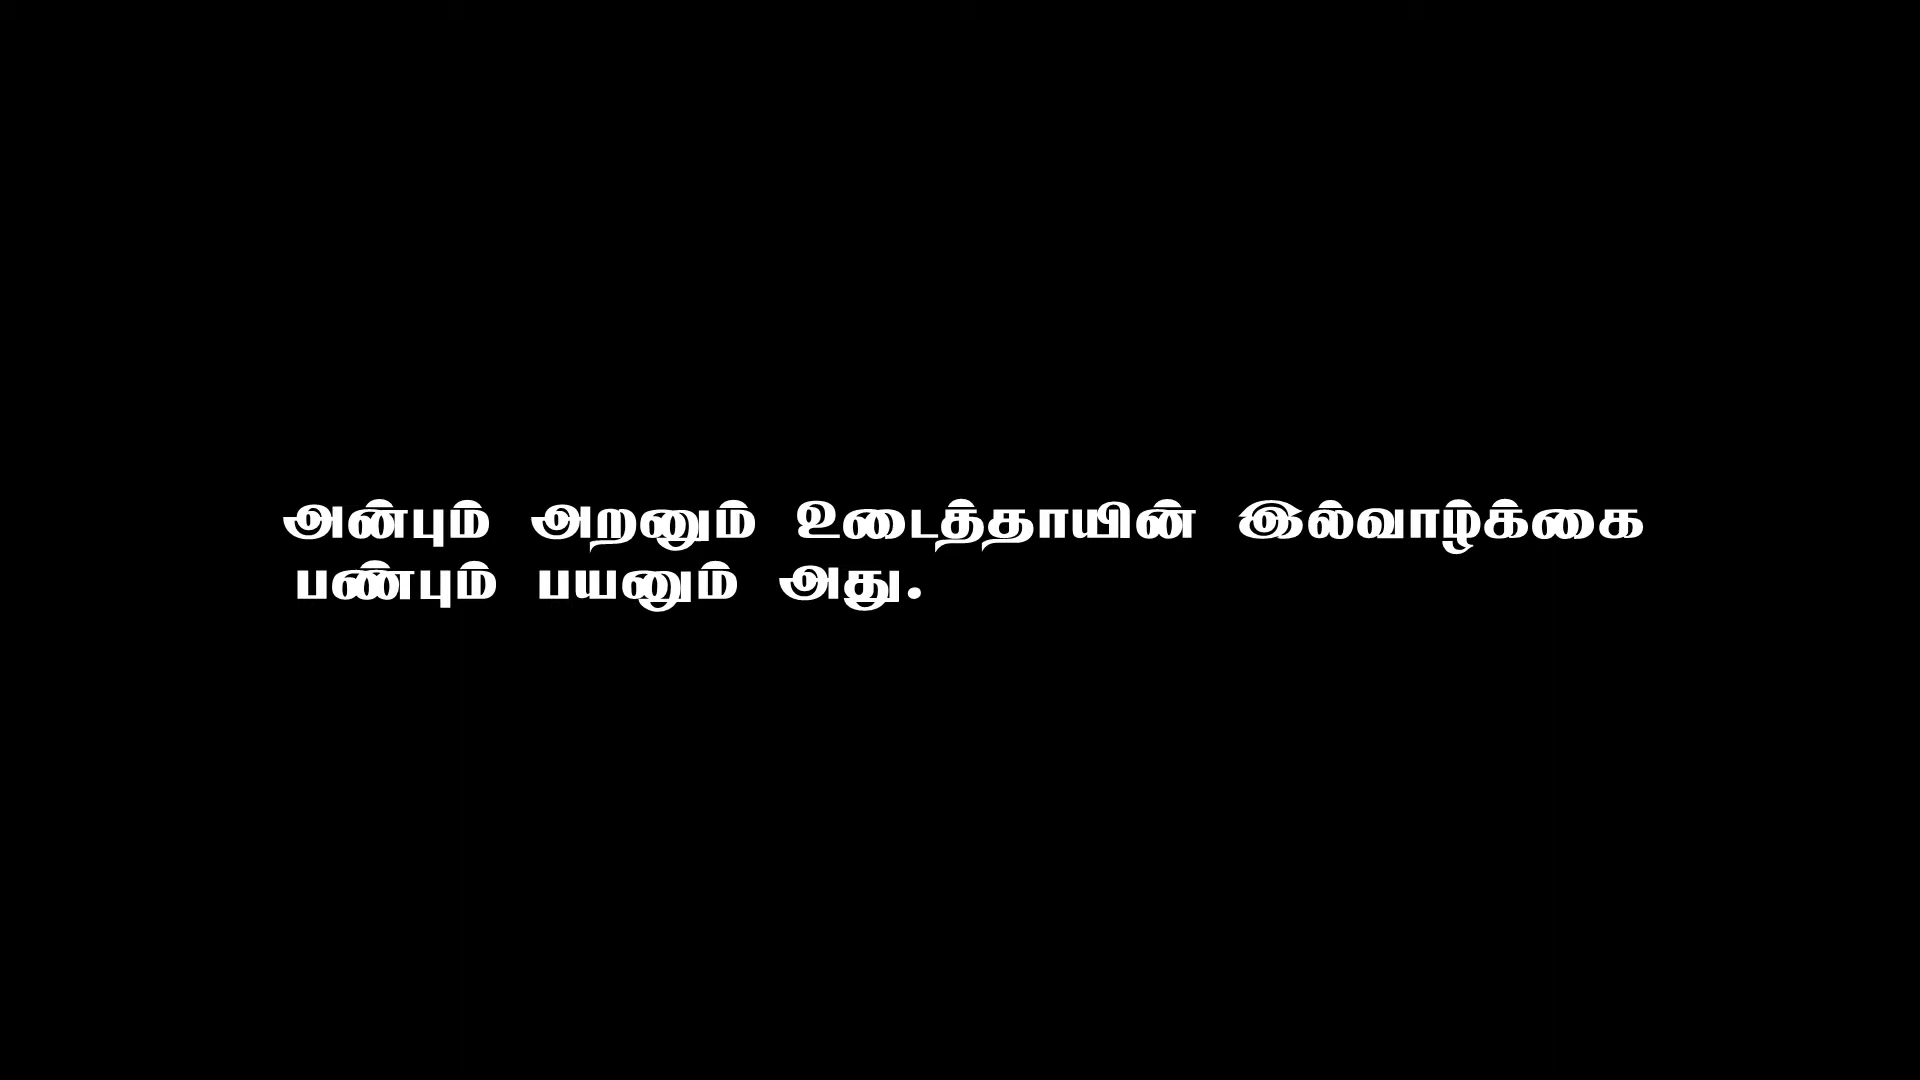 அன்பும் அறனும் உடைத்தாயின் இல்வாழ்க்கை
பண்பும் பயனும் அது.